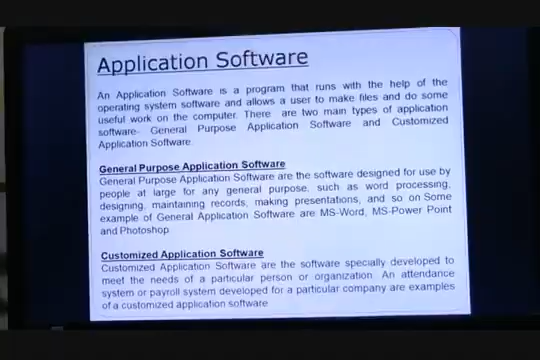 Application Software
An Application Software is a program that runs with the help of the
operating system software and allows a user to make files and do some
useful work on the computer. There are two main types of application
software- General Purpose Application Software and Customized
Application Software.
General Purpose Application Software
General Purpose Application Software are the software designed for use by
people at large for any general purpose, such as word processing,
designing, maintaining records, making presentations, and so on Some
example of General Application Software are MS-Word, MS-Power Point
and Photoshop
Customized Application Software
Customized Application Software are the software specially developed to
meet the needs of a particular person or organization. An attendance
system or payroll system developed for a particular company are examples
of a customized application software